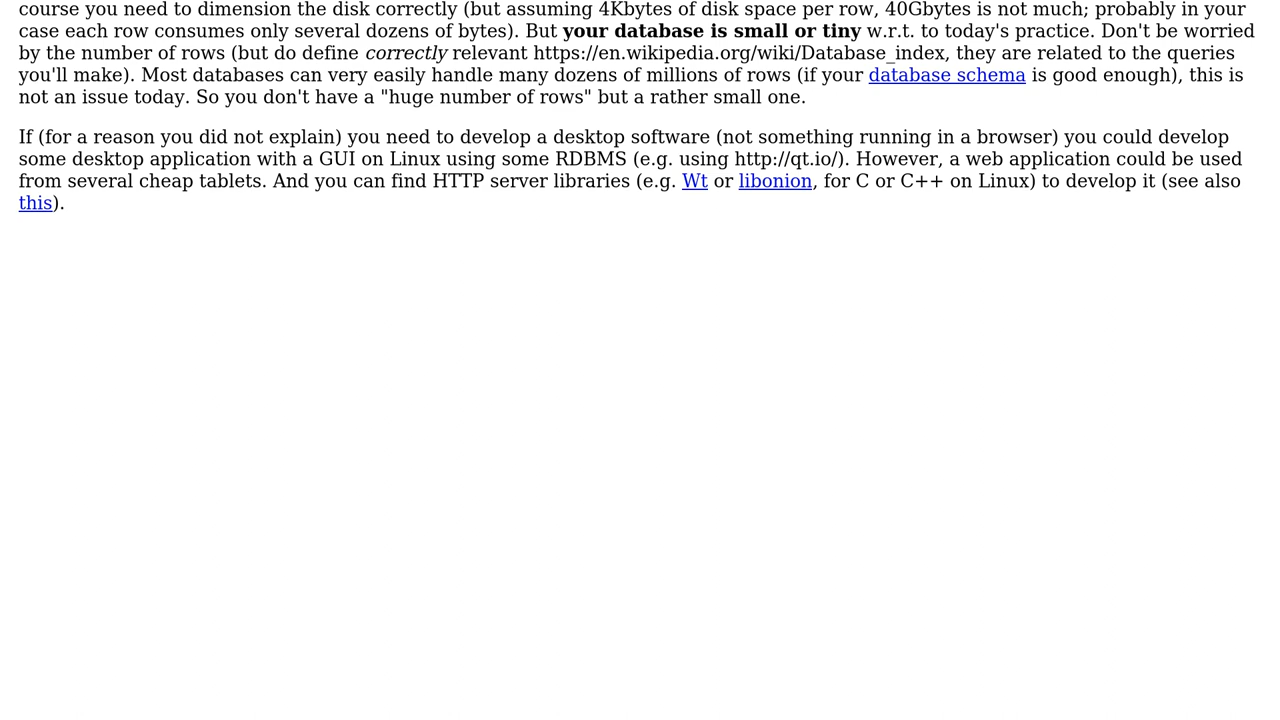 course you need to dimension the disk correctly (but assuming 4Kbytes of disk space per row, 40Gbytes is not much; probably in your
case each row consumes only several dozens of bytes). But your database is small or tiny w.r.t. to today's practice. Don't be worried
by the number of rows (but do define correctly relevant https://en.wikipedia.org/wiki/Database_index, they are related to the queries
you'll make). Most databases can very easily handle many dozens of millions of rows (if your database schema is good enough), this is
not an issue today. So you don't have a "huge number of rows" but a rather small one.
If (for a reason you did not explain) you need to develop a desktop software (not something running in a browser) you could develop
some desktop application with a GUI on Linux using some RDBMS (e.g. using http://qt.io/). However, a web application could be used
from several cheap tablets. And you can find HTTP server libraries (e.g. Wt or libonion, for C or C++ on Linux) to develop it (see also
this).